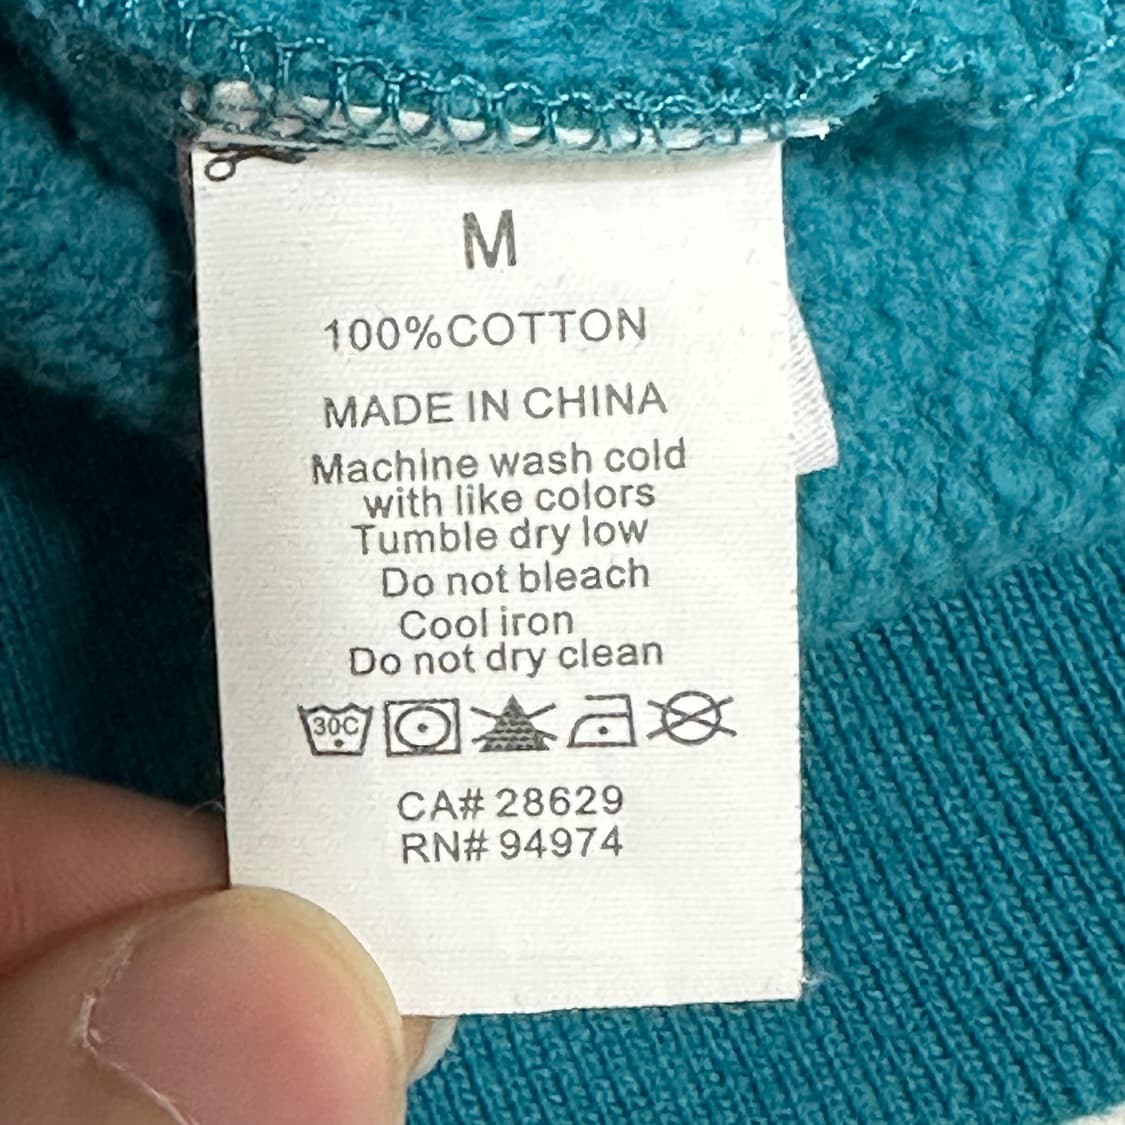 M
100%COTTON
MADE IN CHINA
Machine wash cold
with like colors
Tumble dry low
Do not bleach
Cool iron
Do not dry clean
30C
CA# 28629
RN# 94974